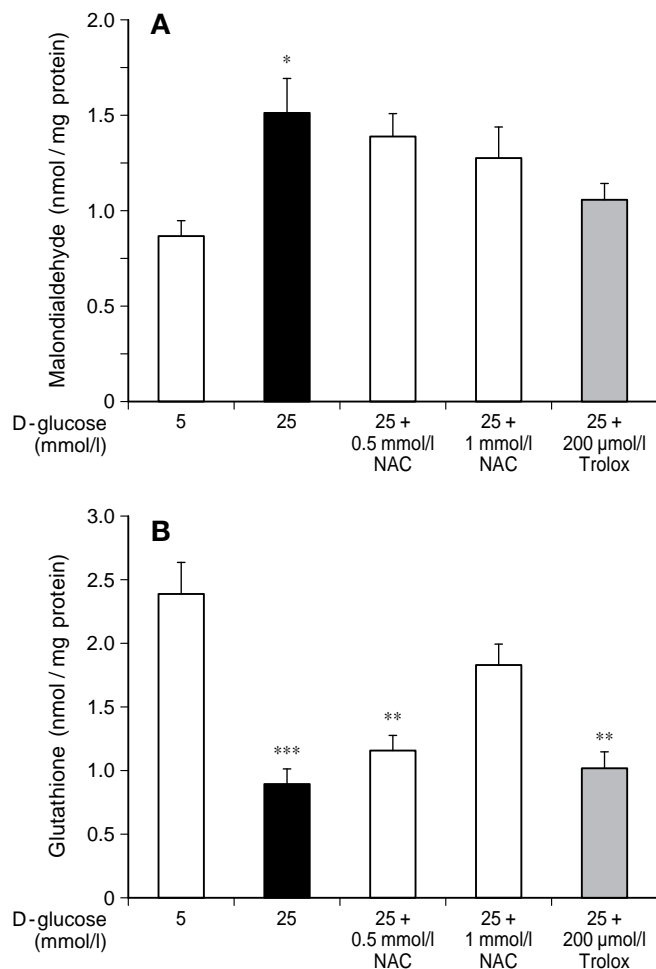 A
Malondialdehyde (nmol / mg protein)
2.0
*
1.5
1.0
0.5
0
D-glucose
(mmol/l)
5
25
25 +
0.5 mmol/l
NAC
25 +
1 mmol/l
NAC
25 +
200 µmol/l
Trolox
B
Glutathione (nmol / mg protein)
3.0
2.5
2.0
1.5
1.0
0.5
0
***
**
**
D-glucose
(mmol/l)
5
25
25 +
0.5 mmol/l
NAC
25 +
1 mmol/l
NAC
25 +
200 µmol/l
Trolox